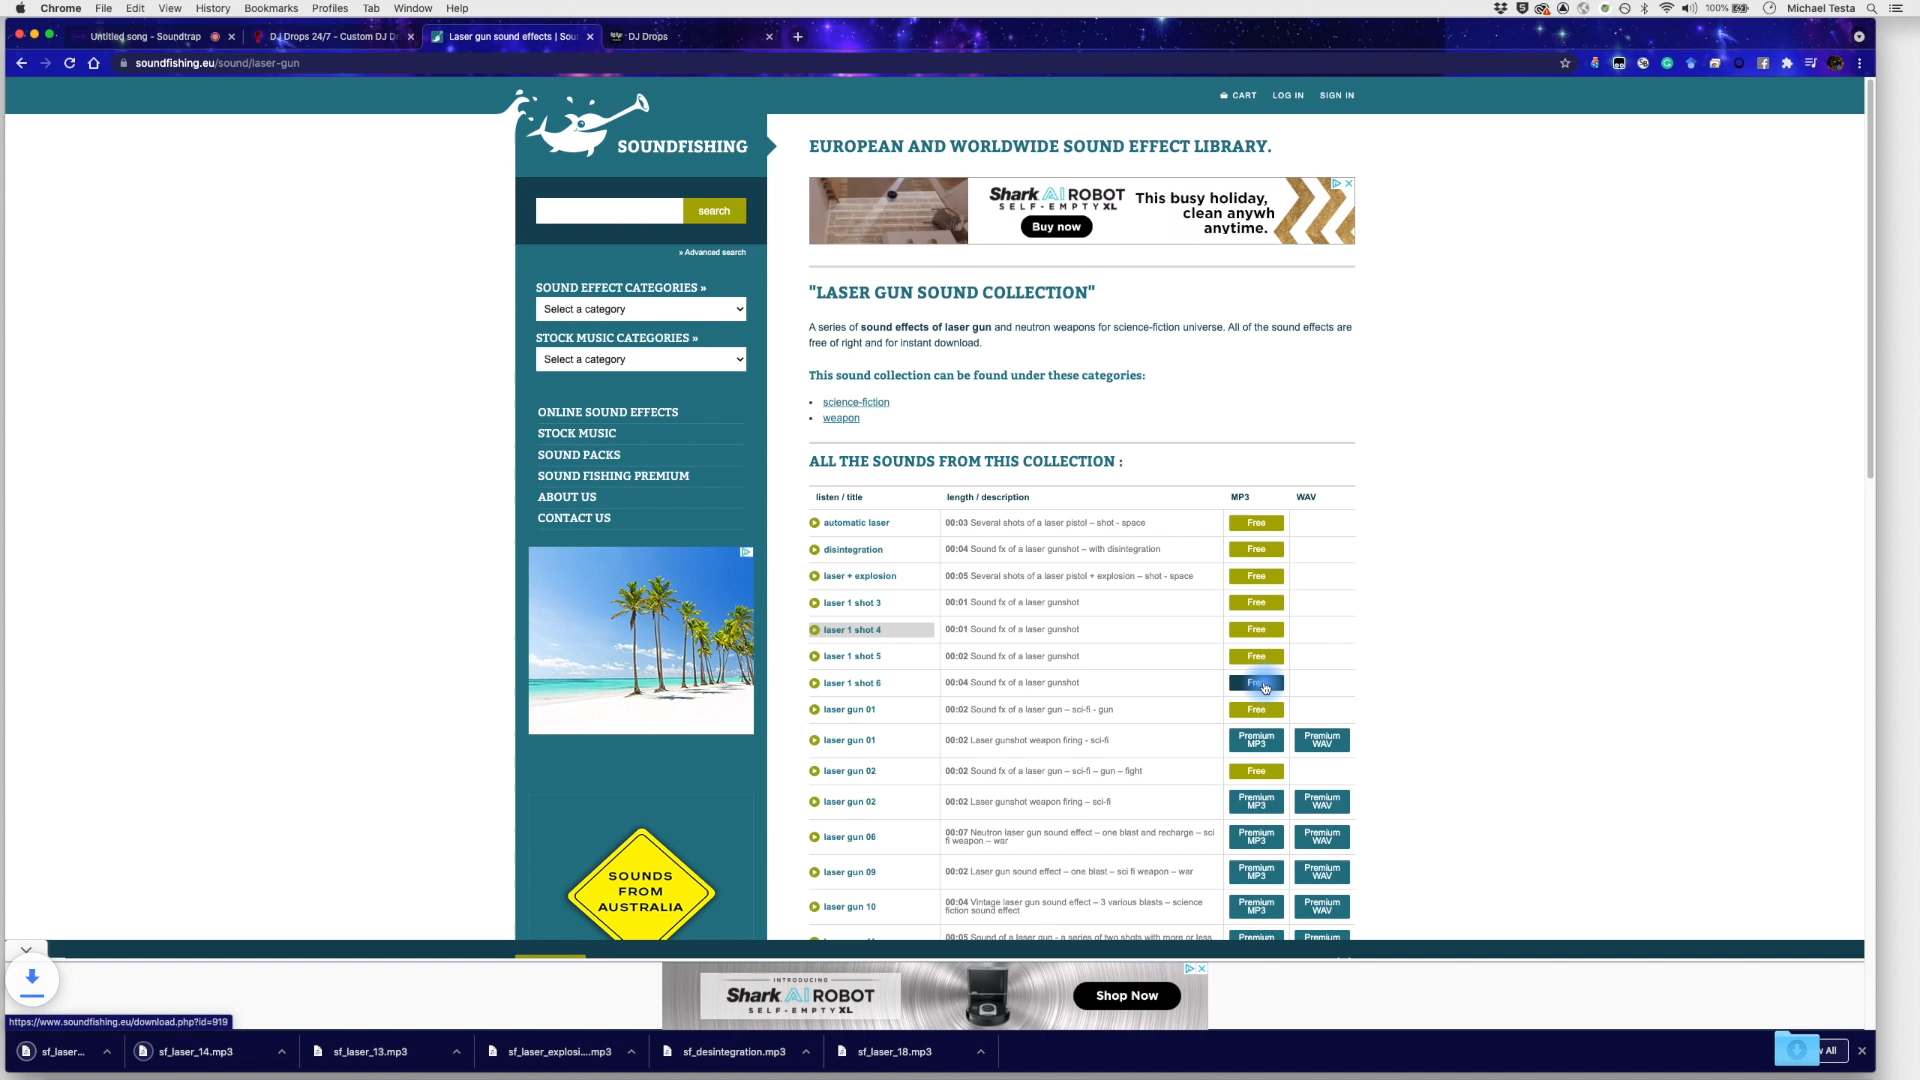 Chrome File Edit View History Bookmarks Profiles Tab Window Help 100% Michael Testa
Untitled song - Soundtrap DJ Drops 24/7 - Custom DJ D Laser gun sound effects | Sou DJ Drops
soundfishing.eu/sound/laser-gun
CART LOG IN SIGN IN
SOUNDFISHING
search
» Advanced search
SOUND EFFECT CATEGORIES »
Select a category
STOCK MUSIC CATEGORIES »
Select a category
ONLINE SOUND EFFECTS
STOCK MUSIC
SOUND PACKS
SOUND FISHING PREMIUM
ABOUT US
CONTACT US
SOUNDS
FROM
AUSTRALIA
EUROPEAN AND WORLDWIDE SOUND EFFECT LIBRARY.
Shark AI ROBOT
SELF-EMPTY XL
Buy now
This busy holiday,
clean anywh
anytime.
"LASER GUN SOUND COLLECTION"
A series of sound effects of laser gun and neutron weapons for science-fiction universe. All of the sound effects are
free of right and for instant download.
This sound collection can be found under these categories:
• science-fiction
• weapon
ALL THE SOUNDS FROM THIS COLLECTION :
listen / title length / description MP3 WAV
automatic laser 00:03 Several shots of a laser pistol – shot - space Free
disintegration 00:04 Sound fx of a laser gunshot – with disintegration Free
laser + explosion 00:05 Several shots of a laser pistol + explosion – shot - space Free
laser 1 shot 3 00:01 Sound fx of a laser gunshot Free
laser 1 shot 4 00:01 Sound fx of a laser gunshot Free
laser 1 shot 5 00:02 Sound fx of a laser gunshot Free
laser 1 shot 6 00:04 Sound fx of a laser gunshot Free
laser gun 01 00:02 Sound fx of a laser gun – sci-fi - gun Free
laser gun 01 00:02 Laser gunshot weapon firing - sci-fi Premium MP3 Premium WAV
laser gun 02 00:02 Sound fx of a laser gun – sci-fi – gun – fight Free
laser gun 02 00:02 Laser gunshot weapon firing – sci-fi Premium MP3 Premium WAV
laser gun 06 00:07 Neutron laser gun sound effect – one blast and recharge – sci
fi weapon – war Premium MP3 Premium WAV
laser gun 09 00:02 Laser gun sound effect – one blast – sci fi weapon – war Premium MP3 Premium WAV
laser gun 10 00:04 Vintage laser gun sound effect – 3 various blasts – science
fiction sound effect Premium MP3 Premium WAV
00:05 Sound of a laser gun - a series of two shots with more or less Premium Premium
INTRODUCING
Shark AI ROBOT
SELF-EMPTY XL
Shop Now
https://www.soundfishing.eu/download.php?id=919
sf_laser... sf_laser_14.mp3 sf_laser_13.mp3 sf_laser_explosi....mp3 sf_desintegration.mp3 sf_laser_18.mp3 All